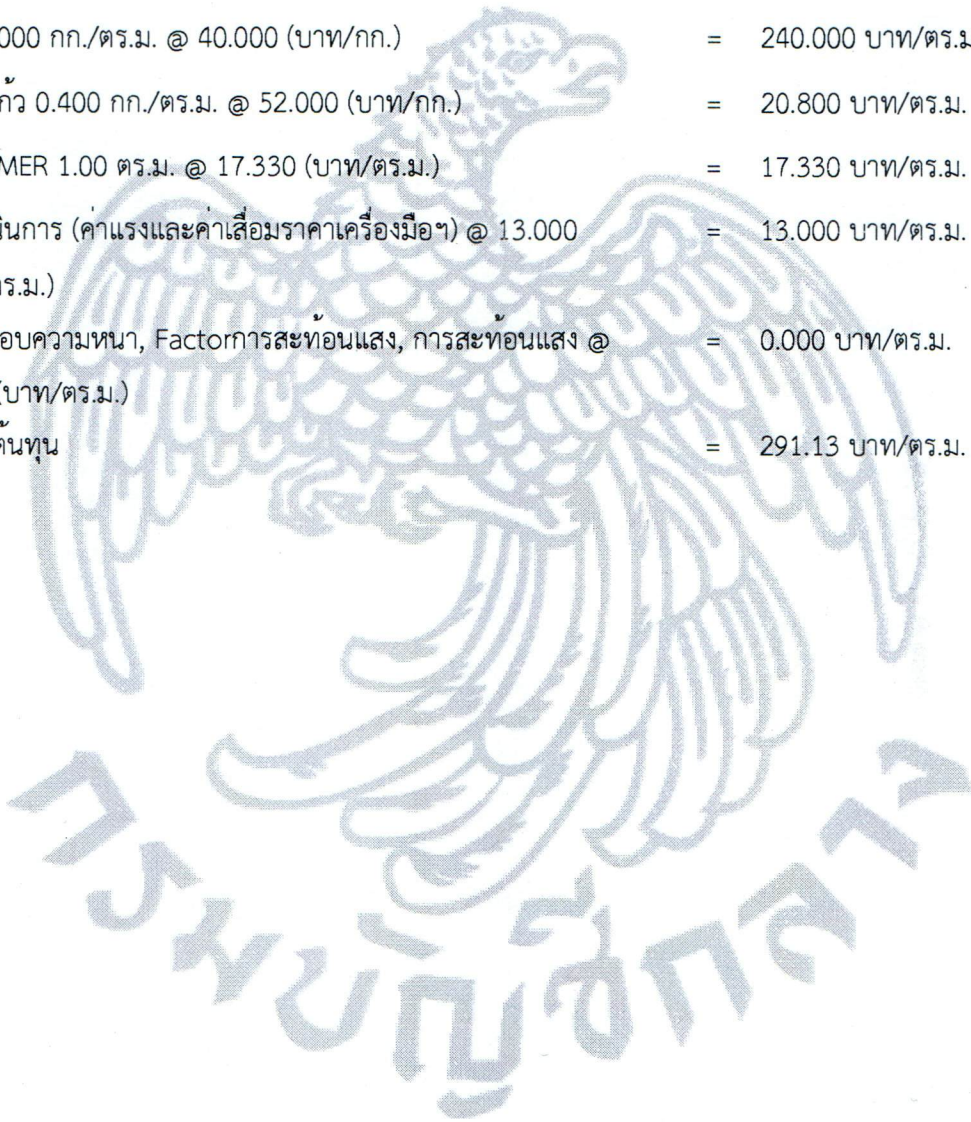 000 กก./ตร.ม. @ 40.000 (บาท/กก.) = 240.000 บาท/ตร.ม
ก้ว 0.400 กก./ตร.ม. @ 52.000 (บาท/กก.) = 20.800 บาท/ตร.ม.
MER 1.00 ตร.ม. @ 17.330 (บาท/ตร.ม.) = 17.330 บาท/ตร.ม.
นินการ (ค่าแรงและค่าเสื่อมราคาเครื่องมือฯ) @ 13.000 = 13.000 บาท/ตร.ม.
ร.ม.)
อบความหนา, Factorการสะท้อนแสง, การสะท้อนแสง @ = 0.000 บาท/ตร.ม.
(บาท/ตร.ม.)
ต้นทุน = 291.13 บาท/ตร.ม.
กรมบัญชีกลาง